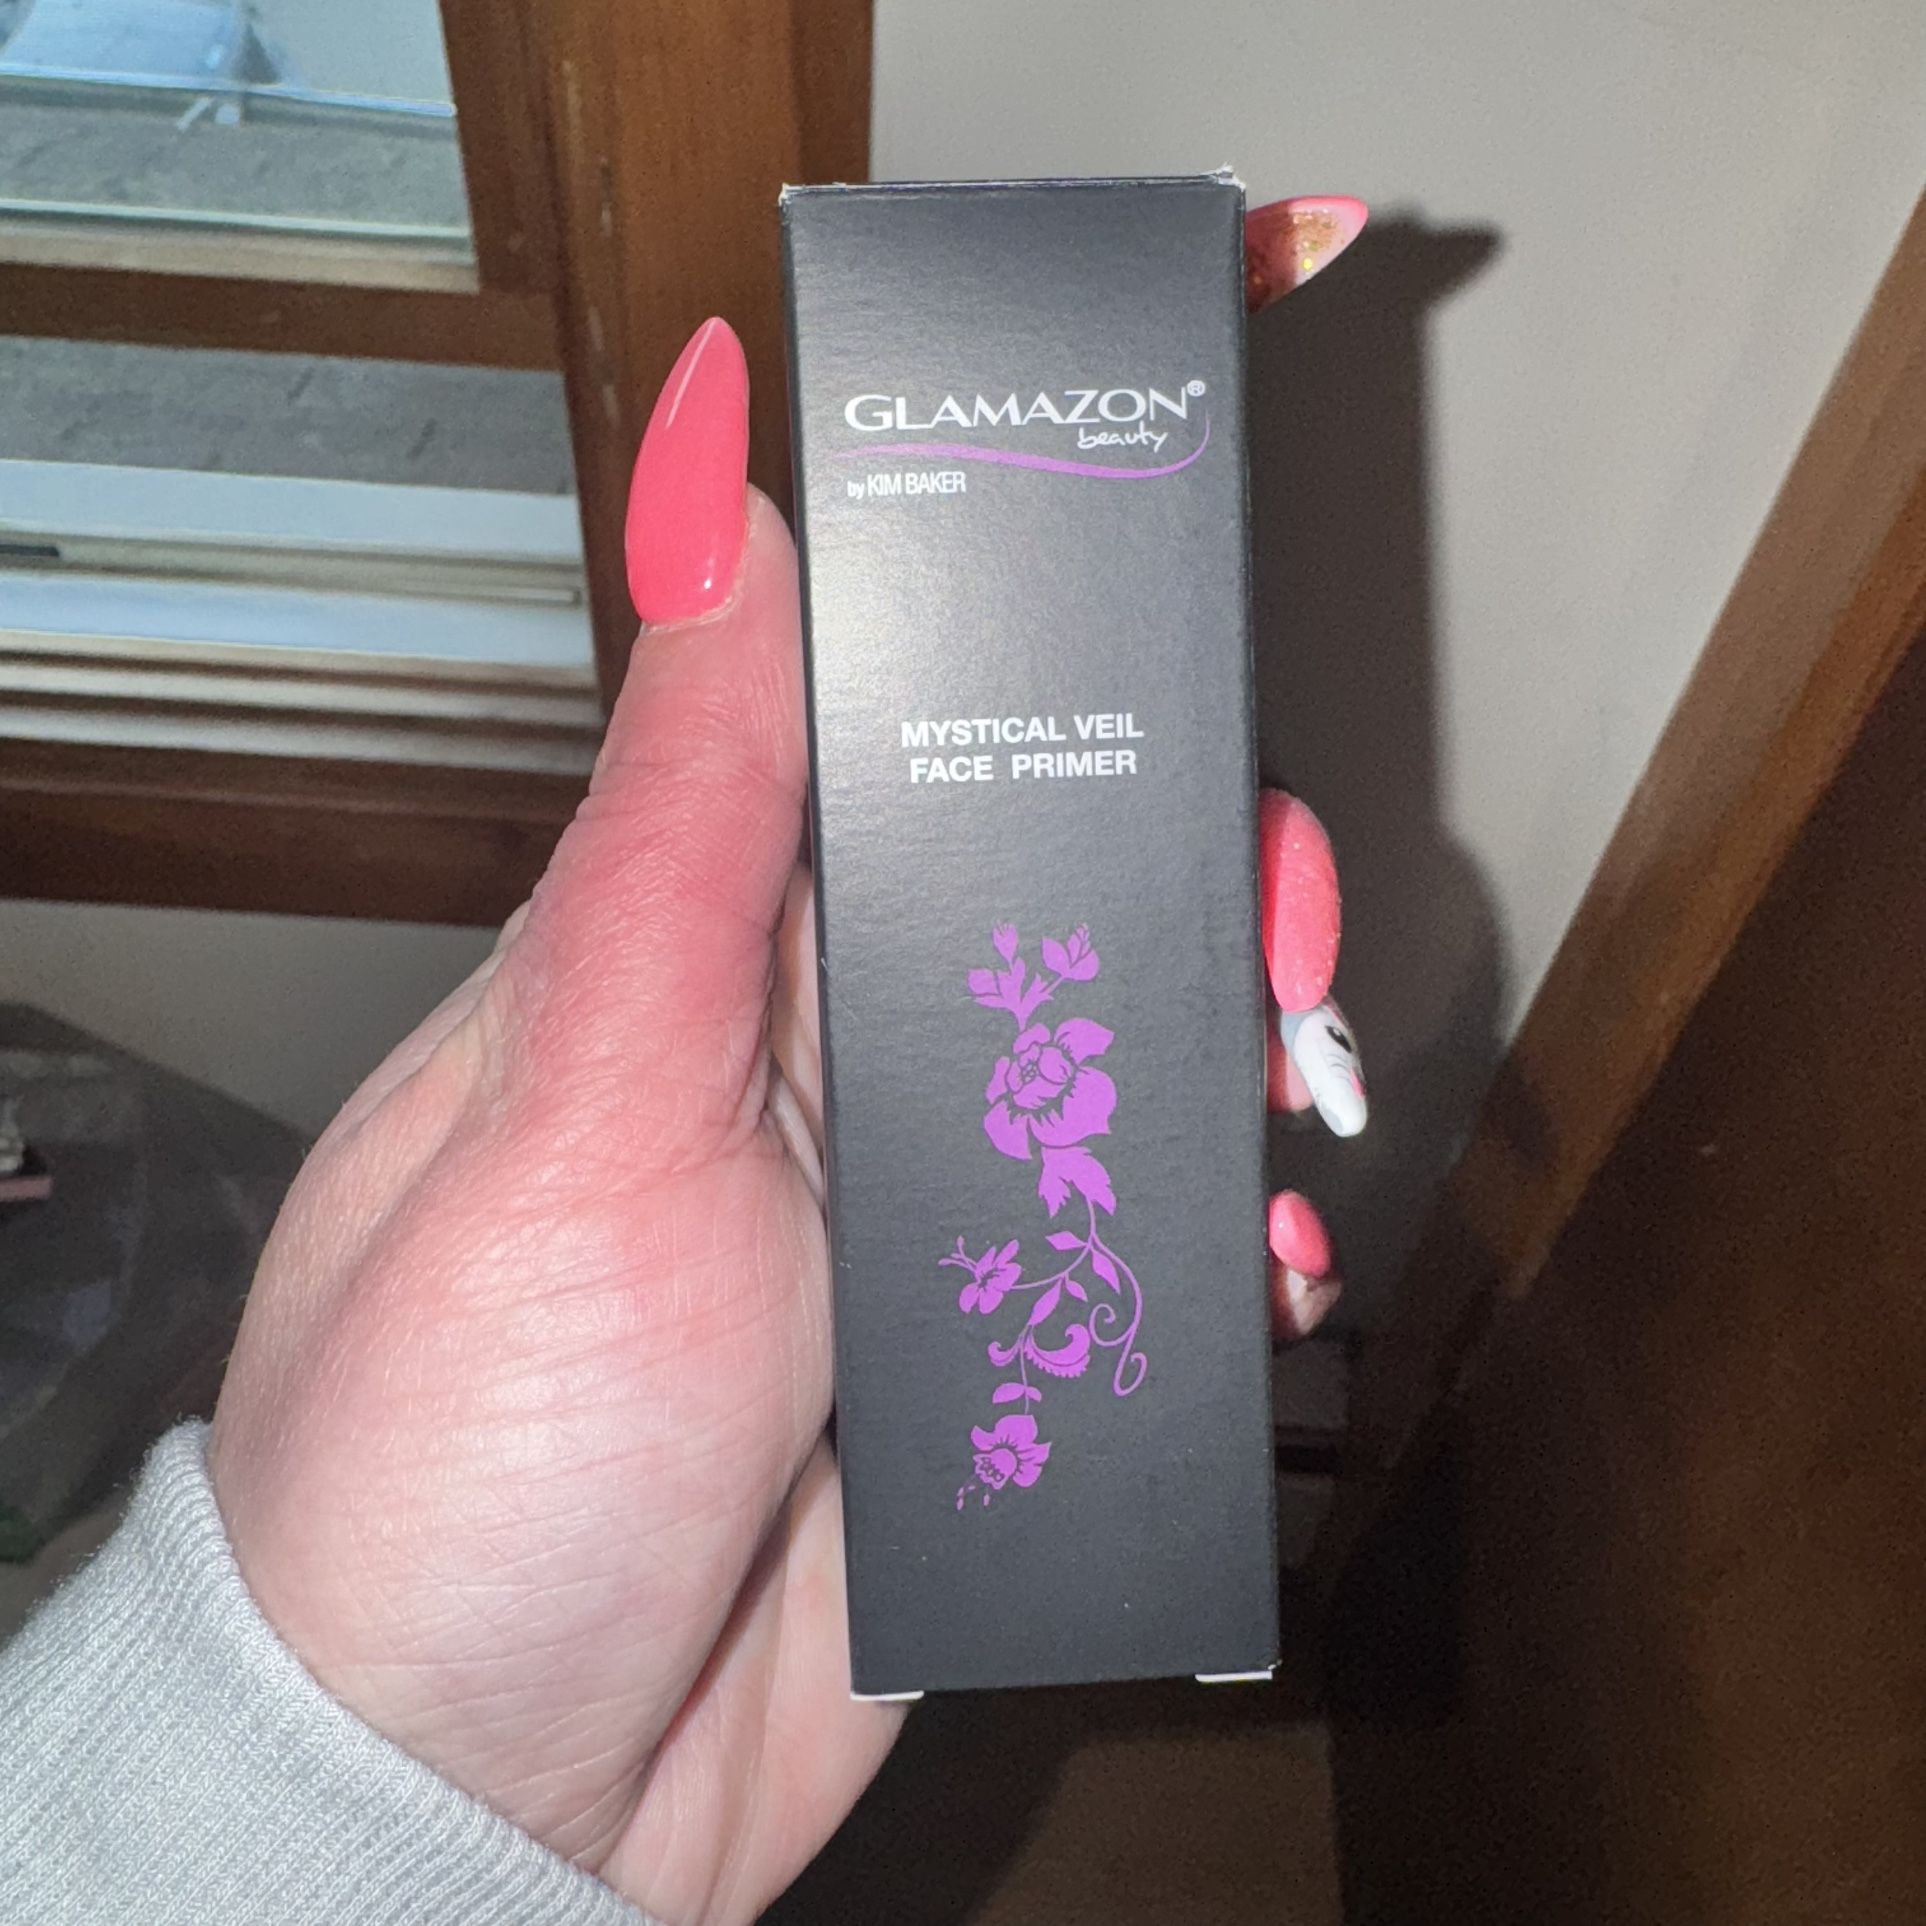 GLAMAZON®
beauty
by KIM BAKER
MYSTICAL VEIL
FACE PRIMER